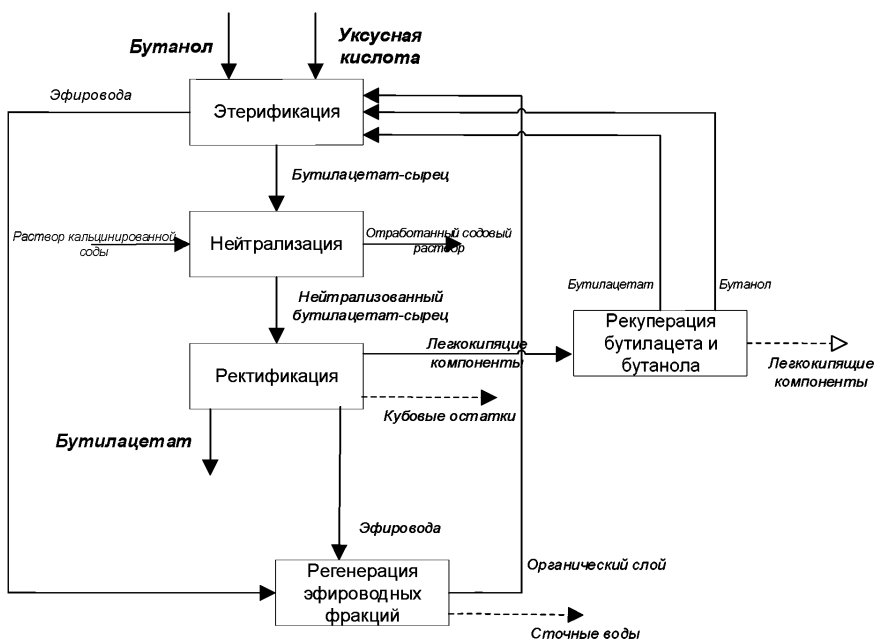 Бутанол
Уксусная
кислота
Эфировода
Этерификация
Бутилацетат-сырец
Раствор кальцинированной
соды
Нейтрализация
Отработанный содовый
раствор
Нейтрализованный
бутилацетат-сырец
Бутилацетат
Бутанол
Рекуперация
бутилацета и
бутанола
Легкокипящие
компоненты
Ректификация
Легкокипящие
компоненты
Кубовые остатки
Бутилацетат
Эфировода
Регенерация
эфироводных
фракций
Органический слой
Сточные воды